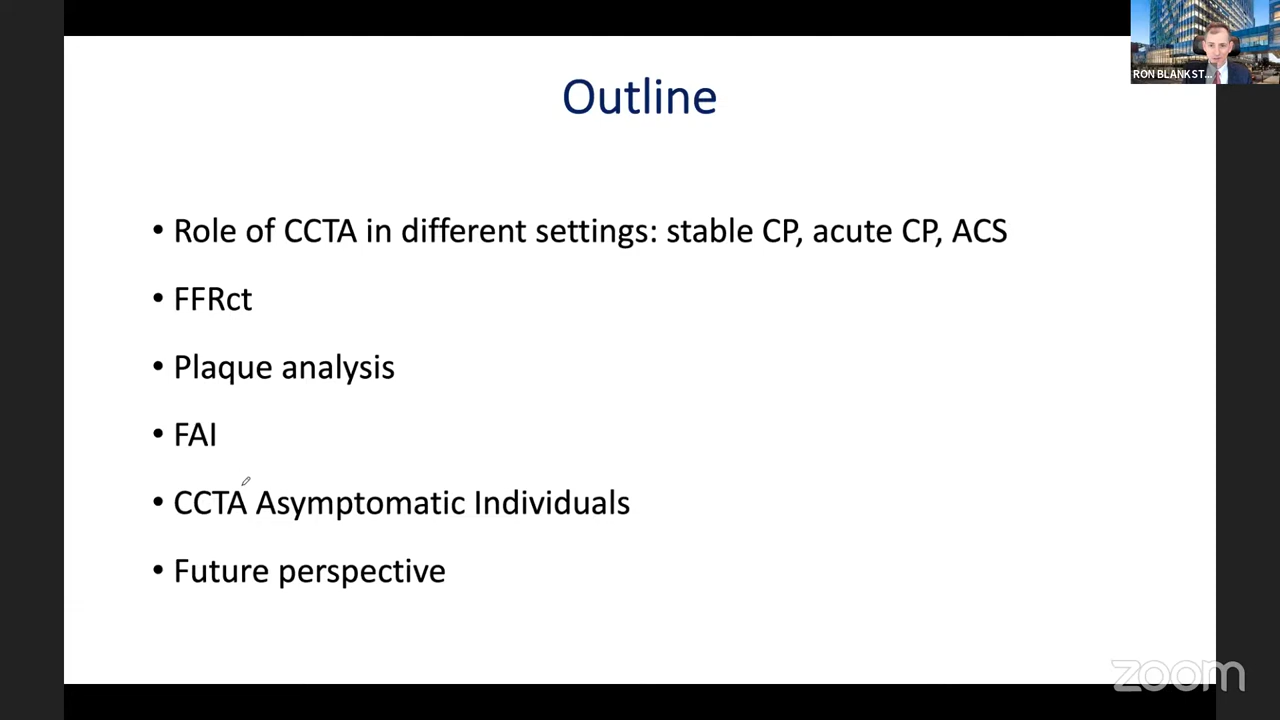 RON BLANKST...
Outline
• Role of CCTA in different settings: stable CP, acute CP, ACS
• FFRct
• Plaque analysis
• FAI
• CCTA Asymptomatic Individuals
• Future perspective
zoom